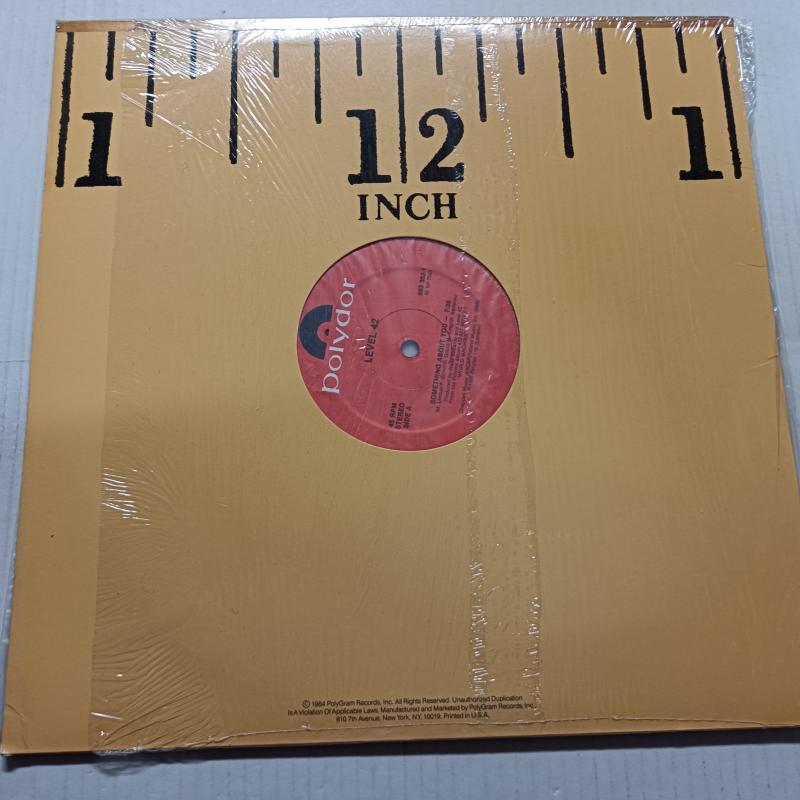 1 12 1
INCH
polydor
LEVEL 42
45 RPM
STEREO
SIDE A
SOMETHING ABOUT YOU — 7:38
© 1984 PolyGram Records, Inc. All Rights Reserved. Unauthorized Duplication
Is A Violation Of Applicable Laws. Manufactured and Marketed by PolyGram Records, Inc.,
810 7th Avenue, New York, N.Y. 10019. Printed in U.S.A.